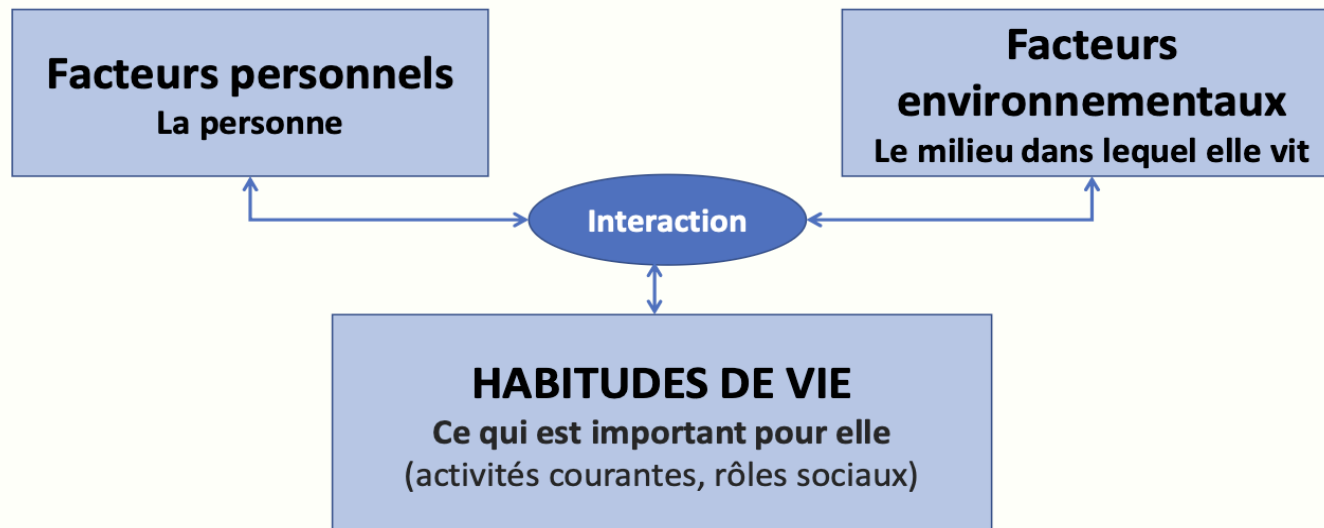 Facteurs personnels
La personne
Facteurs
environnementaux
Le milieu dans lequel elle vit
Interaction
HABITUDES DE VIE
Ce qui est important pour elle
(activités courantes, rôles sociaux)